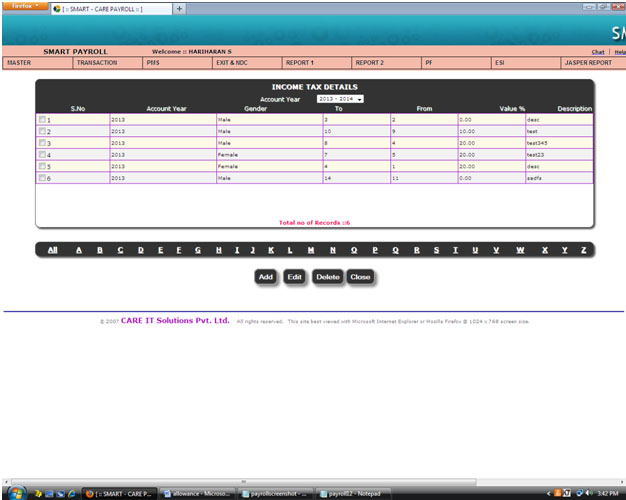 Firefox
[ :: SMART - CARE PAYROLL :: ]
SM
SMART PAYROLL Welcome :: HARIHARAN S Chat | Help
MASTER TRANSACTION PMS EXIT & NDC REPORT 1 REPORT 2 PF ESI JASPER REPORT
INCOME TAX DETAILS
Account Year 2013 - 2014
S.No Account Year Gender To From Value % Description
1 2013 Male 3 2 0.00 desc
2 2013 Male 10 9 10.00 test
3 2013 Male 8 4 20.00 test345
4 2013 Female 7 5 20.00 test23
5 2013 Female 4 1 20.00 desc
6 2013 Male 14 11 0.00 sadfs
Total no of Records ::6
All A B C D E F G H I J K L M N O P Q R S T U V W X Y Z
Add Edit Delete Close
© 2007 CARE IT Solutions Pvt. Ltd. All rights reserved. This site best viewed with Microsoft Internet Explorer or Mozilla Firefox @ 1024 x 768 screen size.
[ :: SMART - CARE P... allowance - Microso... payrollscreenshot - ... payroll12 - Notepad 3:42 PM